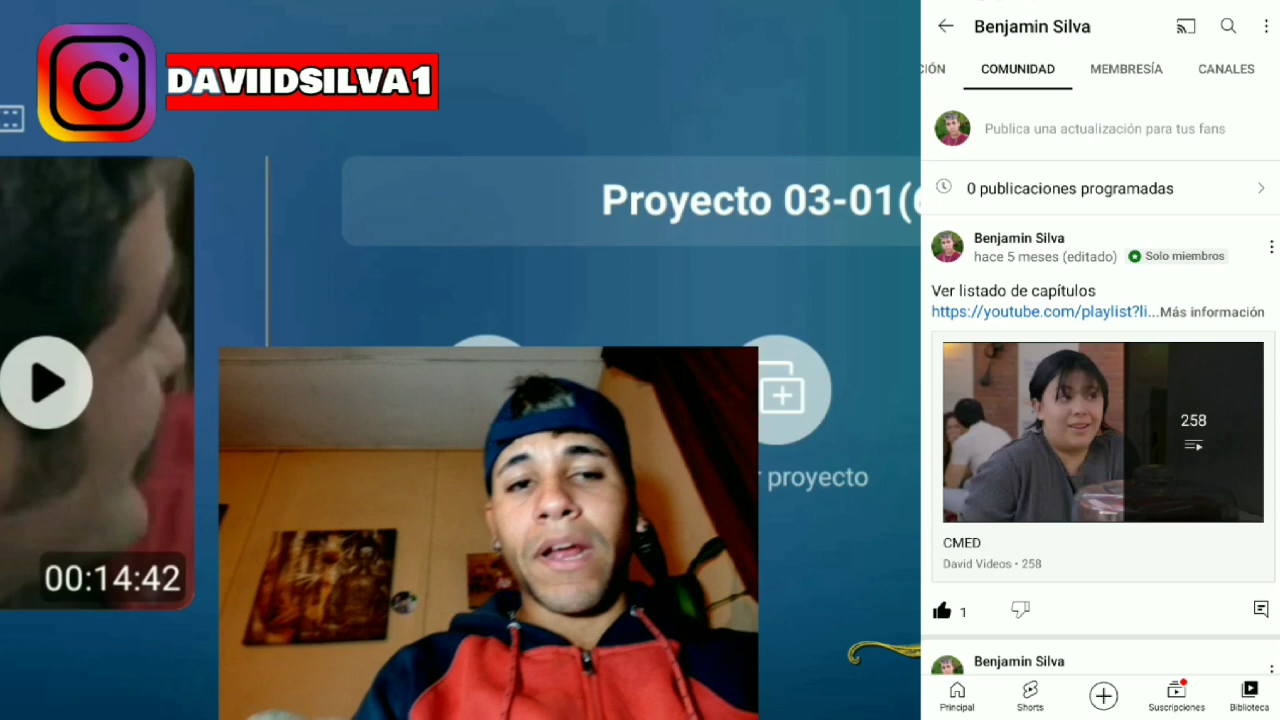 DAVIIDSILVA1
Proyecto 03-01(
00:14:42
proyecto
Benjamin Silva
COMUNIDAD
MEMBRESÍA
CANALES
Publica una actualización para tus fans
0 publicaciones programadas
Benjamin Silva
hace 5 meses (editado)
Solo miembros
Ver listado de capítulos
https://youtube.com/playlist?li...Más información
258
CMED
David Videos • 258
1
Benjamin Silva
Principal
Shorts
Suscripciones
Biblioteca